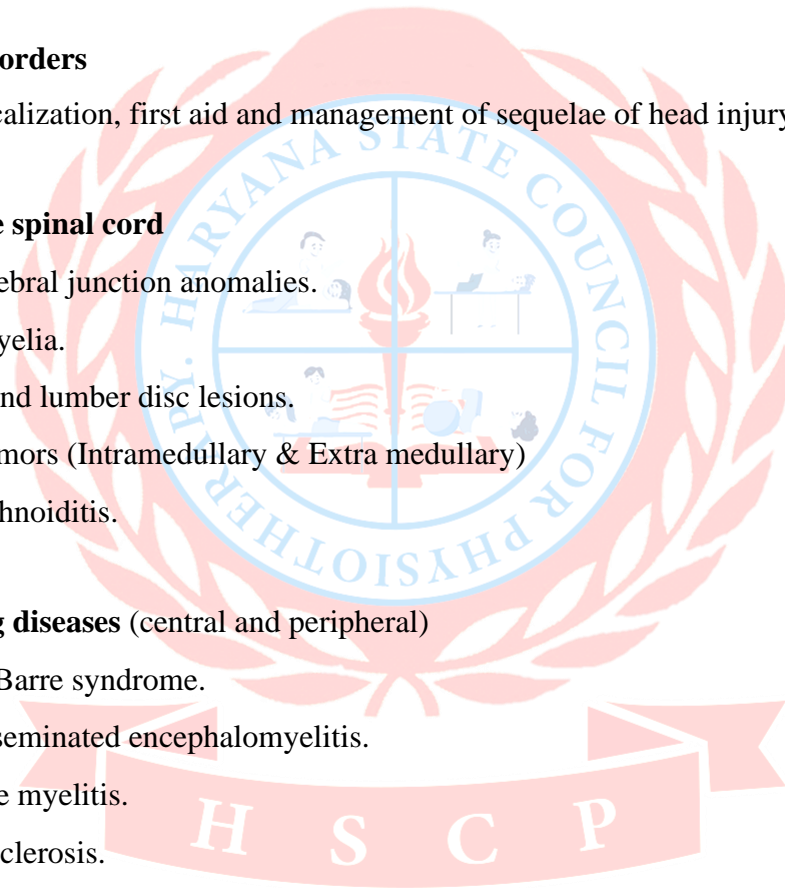 orders
calization, first aid and management of sequelae of head injury
e spinal cord
ebral junction anomalies.
yelia.
nd lumber disc lesions.
mors (Intramedullary & Extra medullary)
hnoiditis.
g diseases (central and peripheral)
Barre syndrome.
seminated encephalomyelitis.
e myelitis.
clerosis.
HARYANA STATE COUNCIL FOR PHYSIOTHERAPY.
H S C P